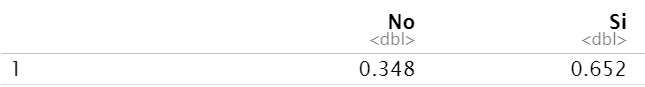 No Si
<dbl> <dbl>
1 0.348 0.652